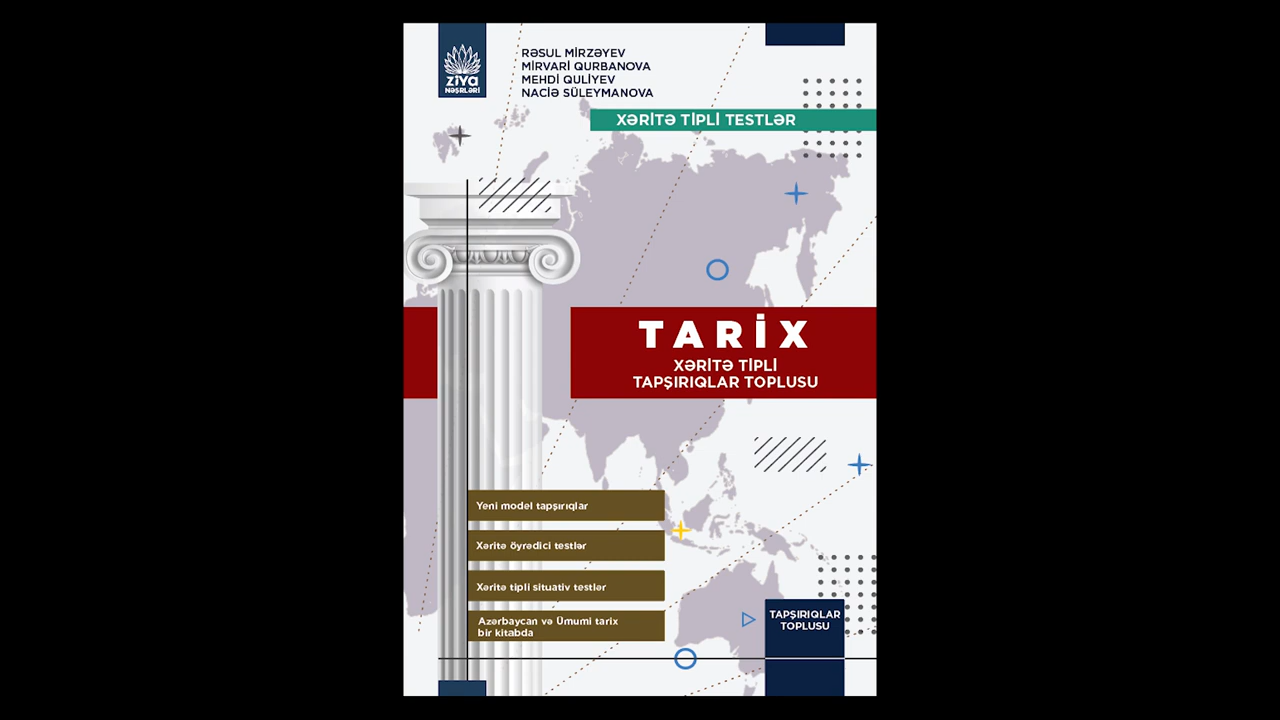 ziya
NƏŞRLƏRİ
RƏSUL MİRZƏYEV
MİRVARİ QURBANOVA
MEHDİ QULİYEV
NACİƏ SÜLEYMANOVA
XƏRİTƏ TİPLİ TESTLƏR
TARİX
XƏRİTƏ TİPLİ
TAPŞIRIQLAR TOPLUSU
Yeni model tapşırıqlar
Xəritə öyrədici testlər
Xəritə tipli situativ testlər
Azərbaycan və Ümumi tarix
bir kitabda
TAPŞIRIQLAR
TOPLUSU